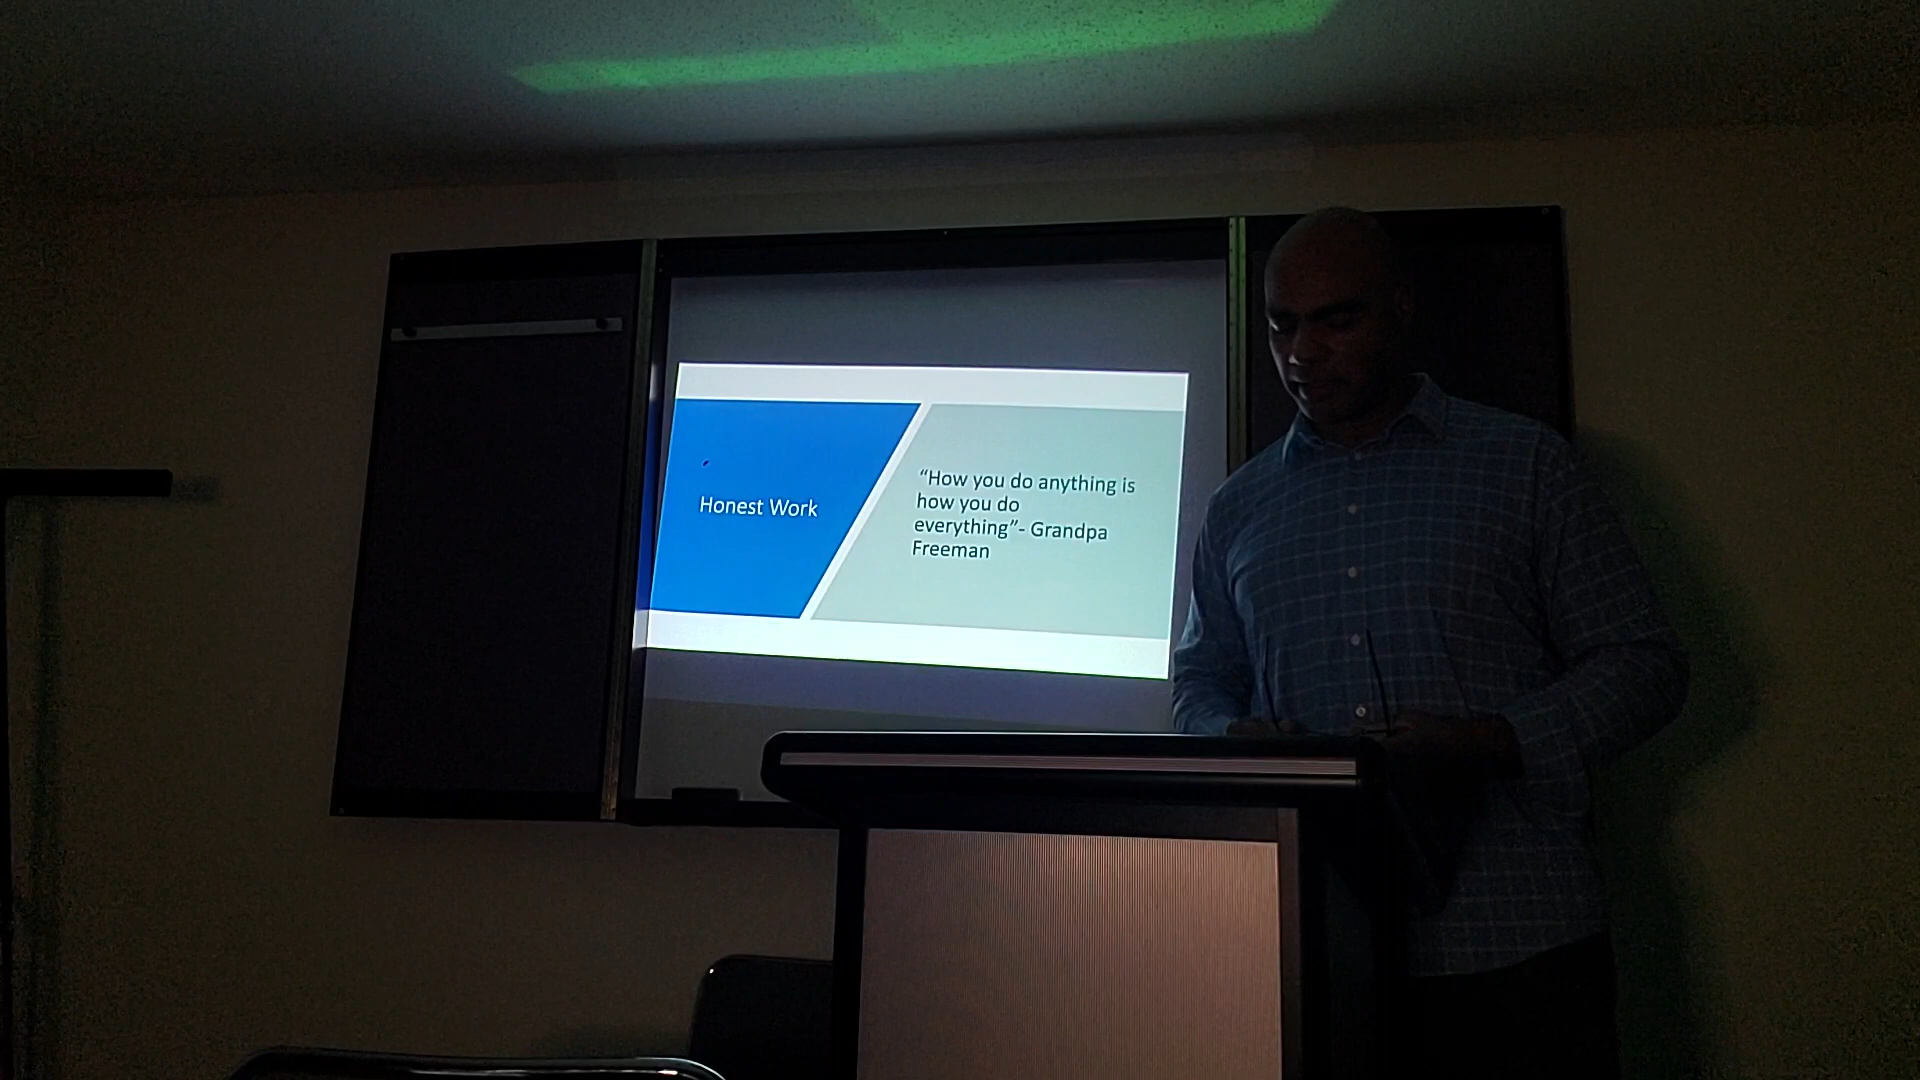 Honest Work
“How you do anything is
how you do
everything”- Grandpa
Freeman